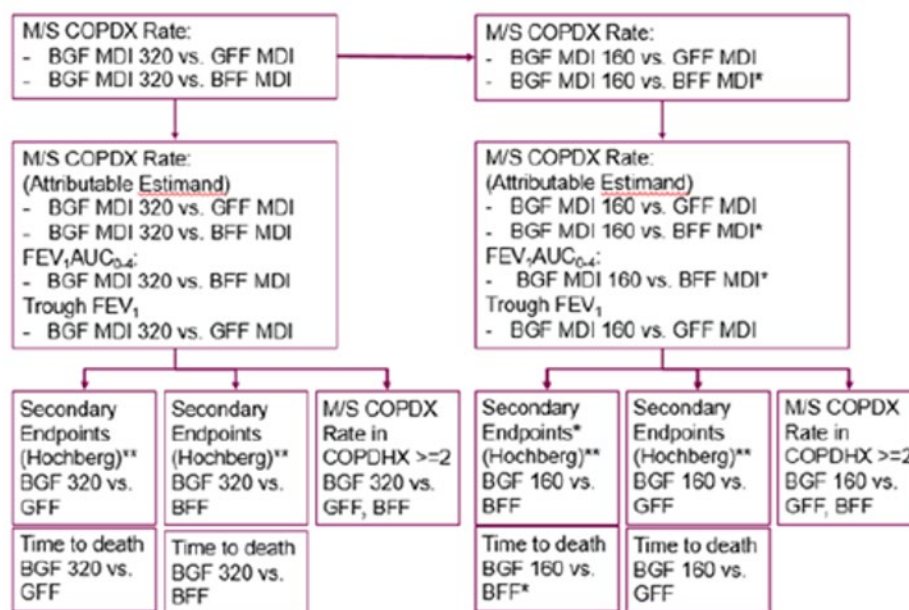 M/S COPDX Rate:
- BGF MDI 320 vs. GFF MDI
- BGF MDI 320 vs. BFF MDI
M/S COPDX Rate:
- BGF MDI 160 vs. GFF MDI
- BGF MDI 160 vs. BFF MDI*
M/S COPDX Rate:
(Attributable Estimand)
- BGF MDI 320 vs. GFF MDI
- BGF MDI 320 vs. BFF MDI
FEV₁AUC₀₋₄:
- BGF MDI 320 vs. BFF MDI
Trough FEV₁
- BGF MDI 320 vs. GFF MDI
M/S COPDX Rate:
(Attributable Estimand)
- BGF MDI 160 vs. GFF MDI
- BGF MDI 160 vs. BFF MDI*
FEV₁AUC₀₋₄:
- BGF MDI 160 vs. BFF MDI*
Trough FEV₁
- BGF MDI 160 vs. GFF MDI
Secondary
Endpoints
(Hochberg)**
BGF 320 vs.
GFF
Secondary
Endpoints
(Hochberg)**
BGF 320 vs.
BFF
M/S COPDX
Rate in
COPDHX >=2
BGF 320 vs.
GFF, BFF
Secondary
Endpoints*
(Hochberg)**
BGF 160 vs.
BFF
Secondary
Endpoints
(Hochberg)**
BGF 160 vs.
GFF
M/S COPDX
Rate in
COPDHX >=2
BGF 160 vs.
GFF, BFF
Time to death
BGF 320 vs.
GFF
Time to death
BGF 320 vs.
BFF
Time to death
BGF 160 vs.
BFF*
Time to death
BGF 160 vs.
GFF